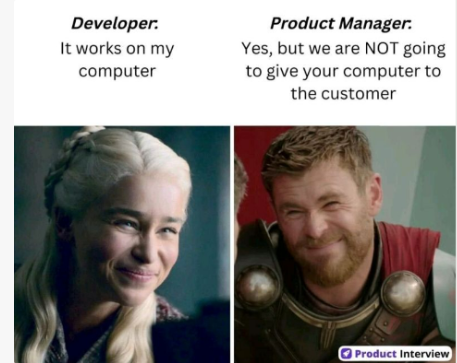 Developer:
It works on my
computer
Product Manager:
Yes, but we are NOT going
to give your computer to
the customer
Product Interview